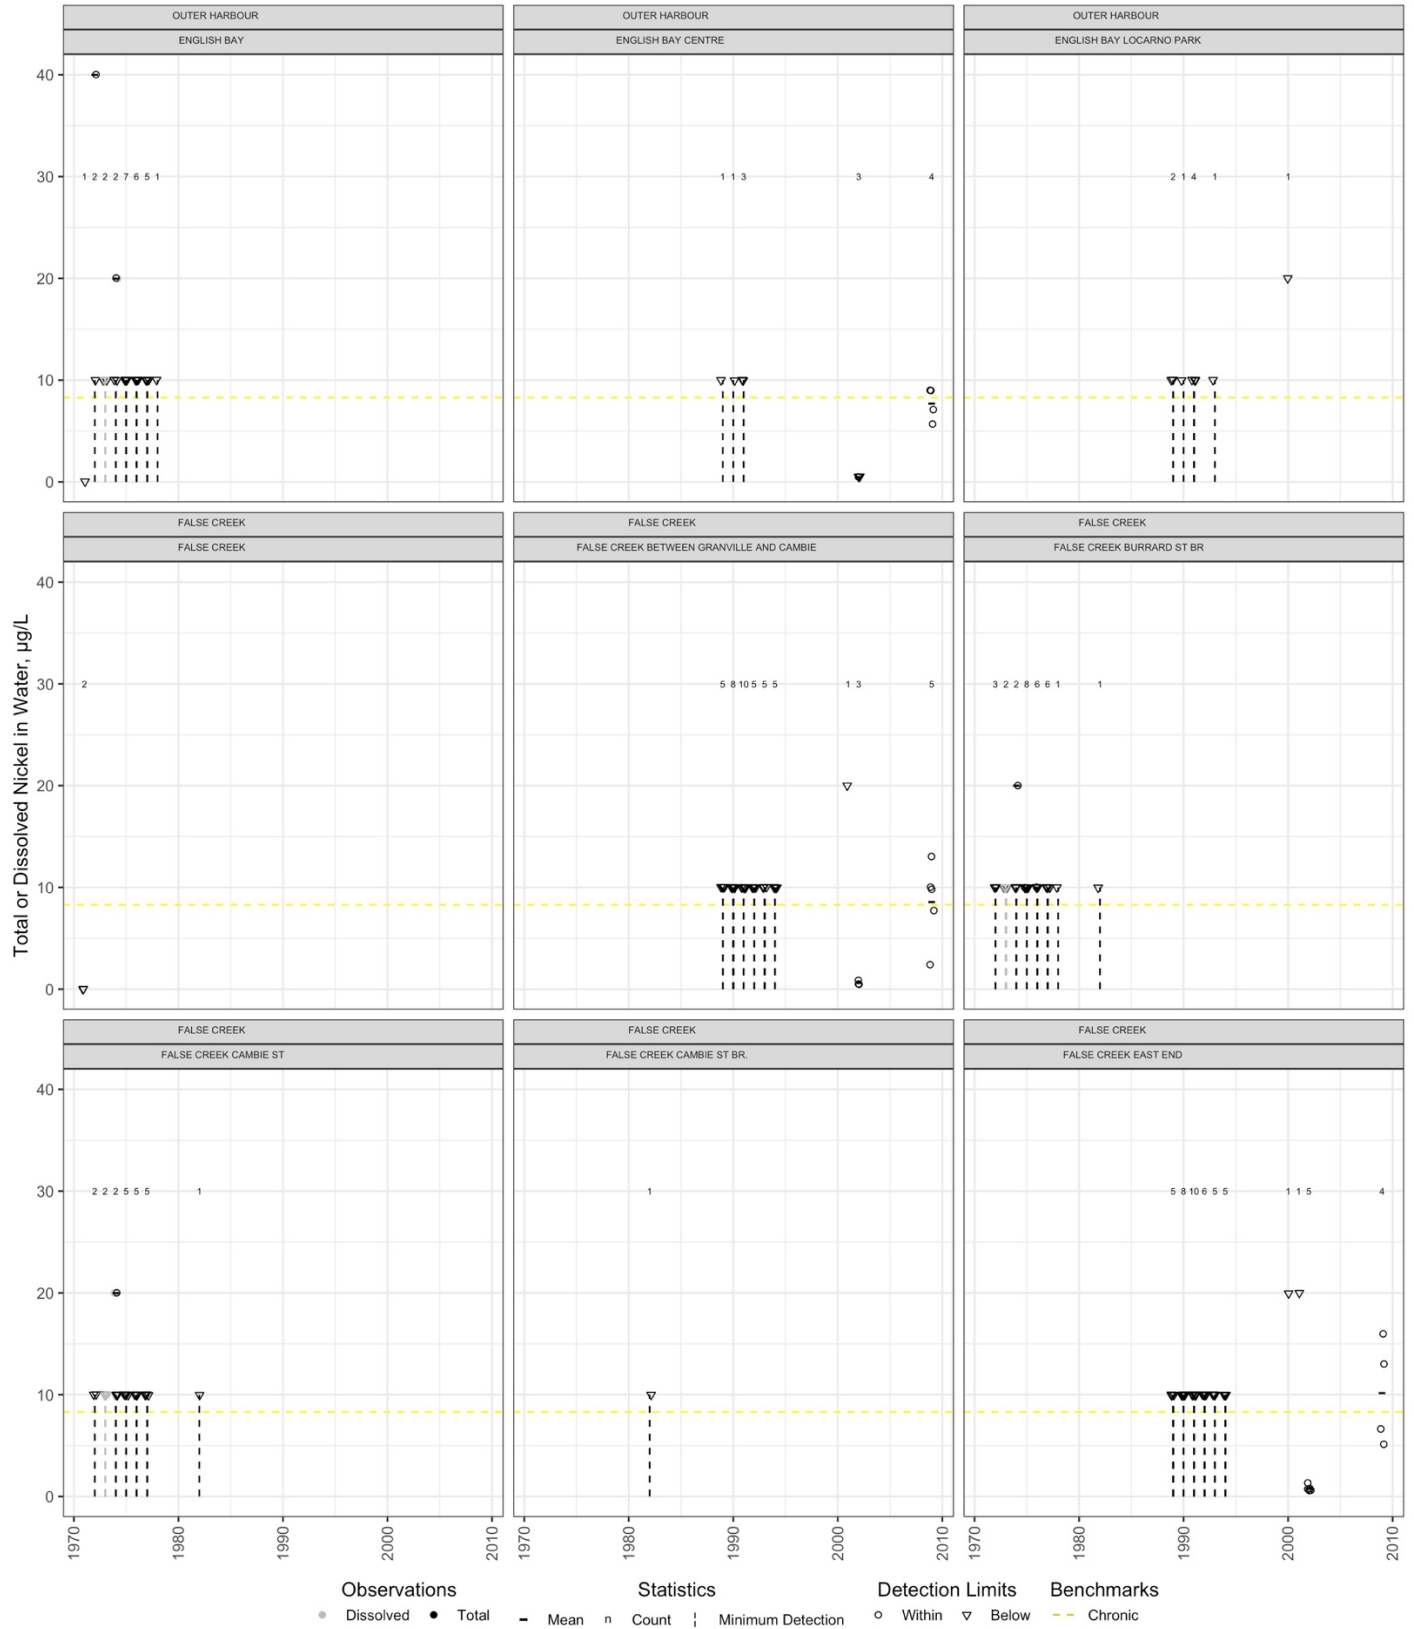 OUTER HARBOUR OUTER HARBOUR OUTER HARBOUR
ENGLISH BAY ENGLISH BAY CENTRE ENGLISH BAY LOCARNO PARK
40
30
20
10
0
1 2 2 2 7 6 5 1
1 1 3 3 4
2 1 4 1 1
FALSE CREEK FALSE CREEK FALSE CREEK
FALSE CREEK FALSE CREEK BETWEEN GRANVILLE AND CAMBIE FALSE CREEK BURRARD ST BR
Total or Dissolved Nickel in Water, µg/L
40
30
20
10
0
2
5 8 10 5 5 5 1 3 5
3 2 2 8 6 6 1 1
FALSE CREEK FALSE CREEK FALSE CREEK
FALSE CREEK CAMBIE ST FALSE CREEK CAMBIE ST BR. FALSE CREEK EAST END
40
30
20
10
0
2 2 2 5 5 5 1
1
5 8 10 6 5 5 1 1 5 4
1970 1980 1990 2000 2010 1970 1980 1990 2000 2010 1970 1980 1990 2000 2010
Observations Statistics Detection Limits Benchmarks
Dissolved Total Mean n Count Minimum Detection Within Below Chronic